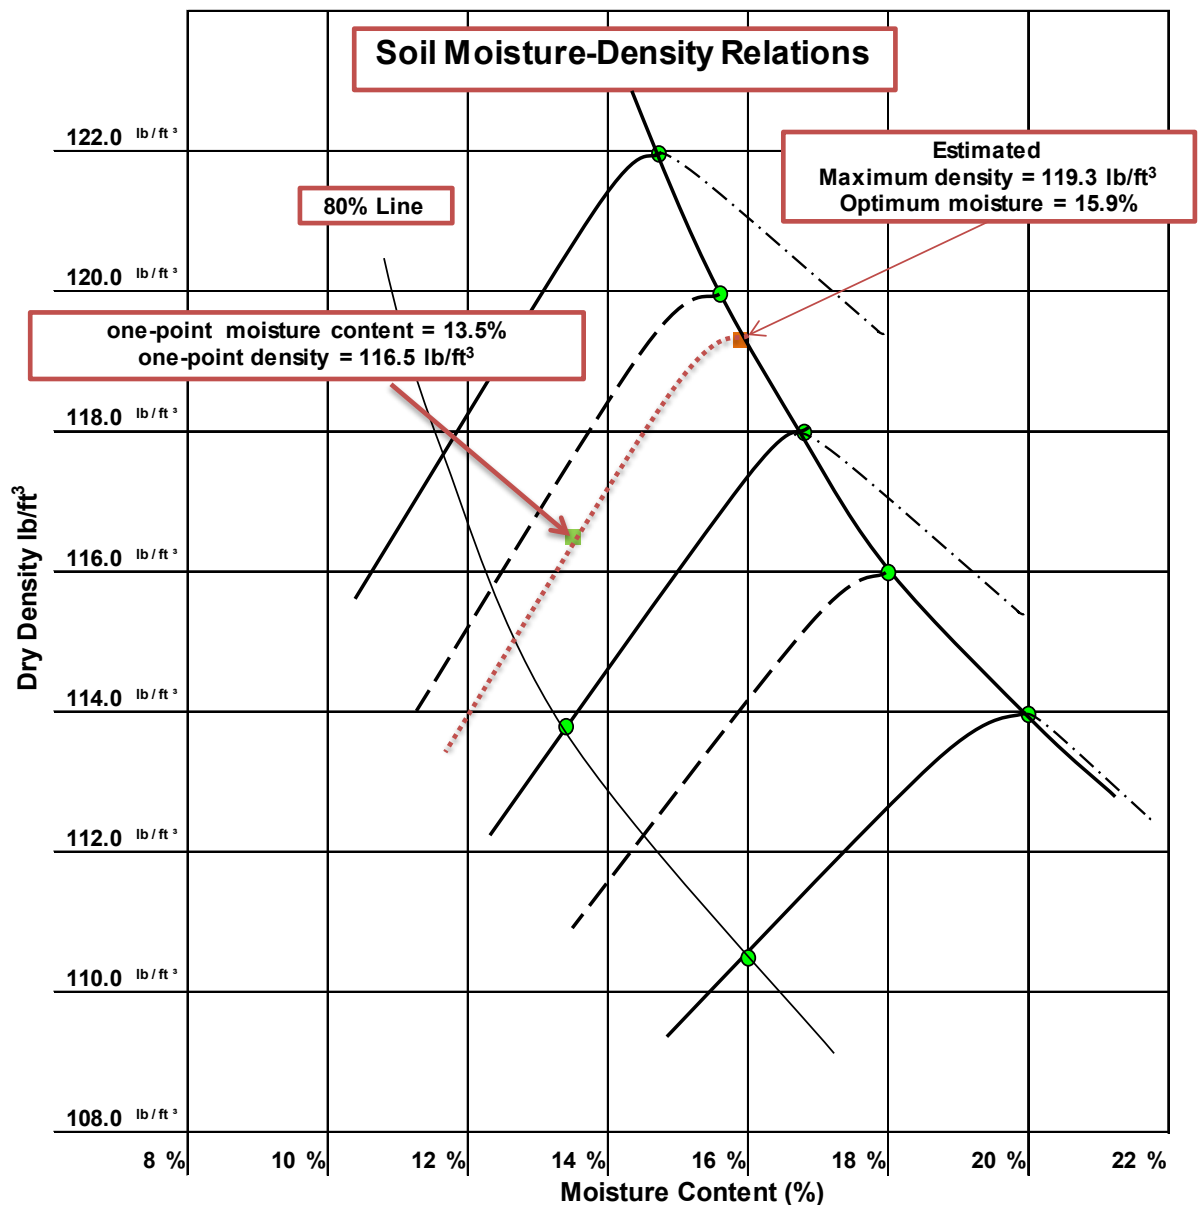 Soil Moisture-Density Relations
122.0 lb / ft ³
Estimated
Maximum density = 119.3 lb/ft³
Optimum moisture = 15.9%
80% Line
120.0 lb / ft ³
one-point moisture content = 13.5%
one-point density = 116.5 lb/ft³
118.0 lb / ft ³
Dry Density lb/ft³
116.0 lb / ft ³
114.0 lb / ft ³
112.0 lb / ft ³
110.0 lb / ft ³
108.0 lb / ft ³
8 % 10 % 12 % 14 % 16 % 18 % 20 % 22 %
Moisture Content (%)